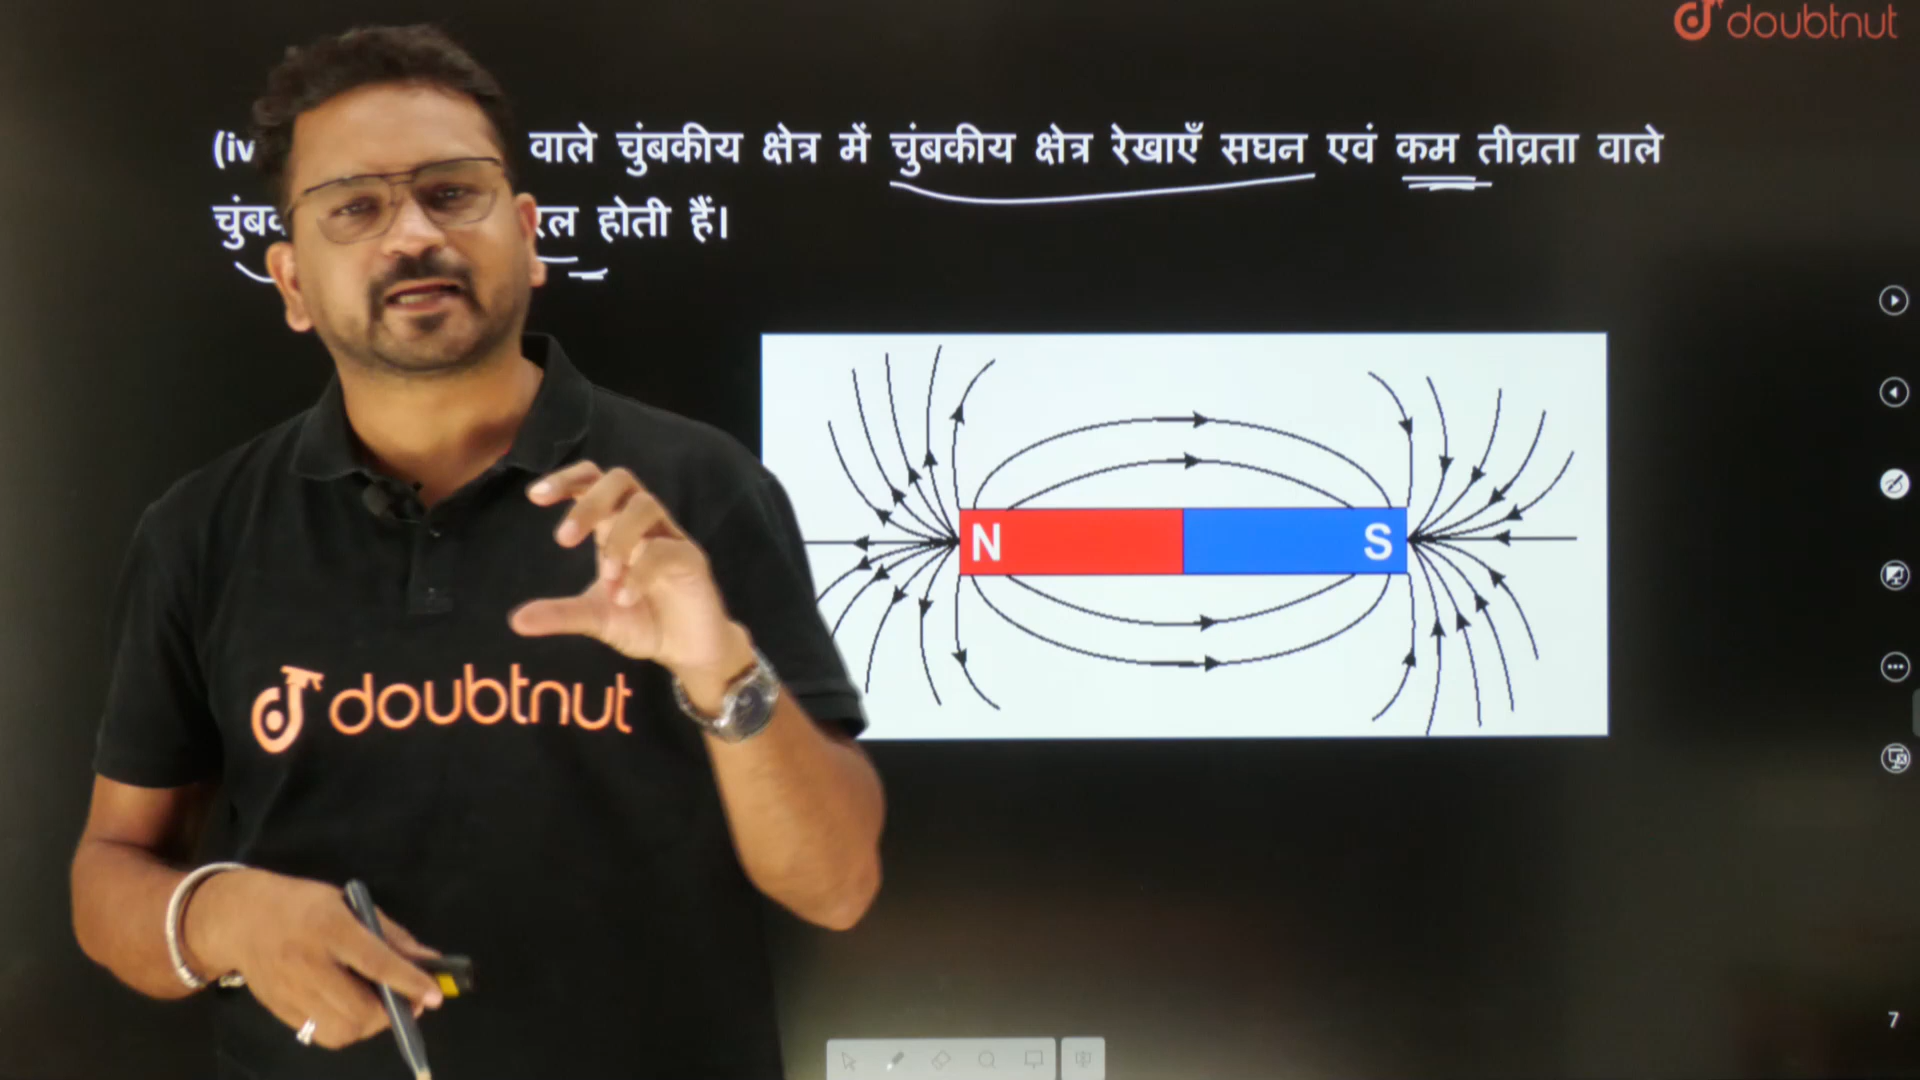 doubtnut
(iv वाले चुंबकीय क्षेत्र में चुंबकीय क्षेत्र रेखाएँ सघन एवं कम तीव्रता वाले
होती हैं।
N S
doubtnut
7